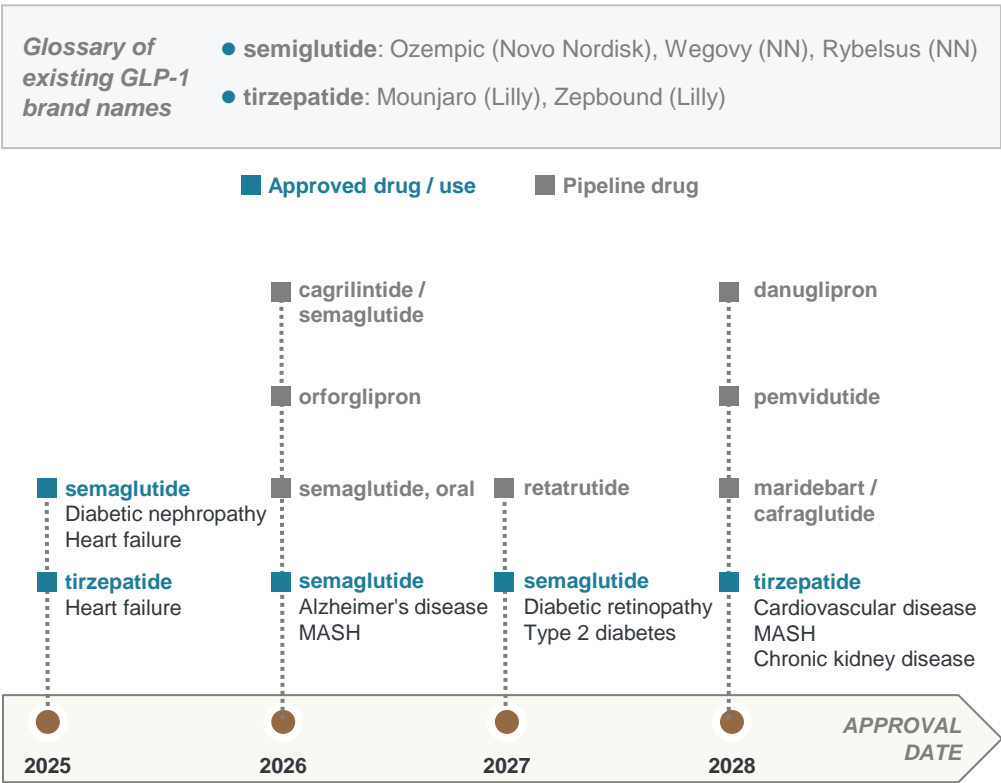 Glossary of
existing GLP-1
brand names
semiglutide: Ozempic (Novo Nordisk), Wegovy (NN), Rybelsus (NN)
tirzepatide: Mounjaro (Lilly), Zepbound (Lilly)
Approved drug / use
Pipeline drug
semaglutide
Diabetic nephropathy
Heart failure
tirzepatide
Heart failure
cagrilintide /
semaglutide
orforglipron
semaglutide, oral
semaglutide
Alzheimer's disease
MASH
retatrutide
semaglutide
Diabetic retinopathy
Type 2 diabetes
danuglipron
pemvidutide
maridebart /
cafraglutide
tirzepatide
Cardiovascular disease
MASH
Chronic kidney disease
2025
2026
2027
2028
APPROVAL
DATE